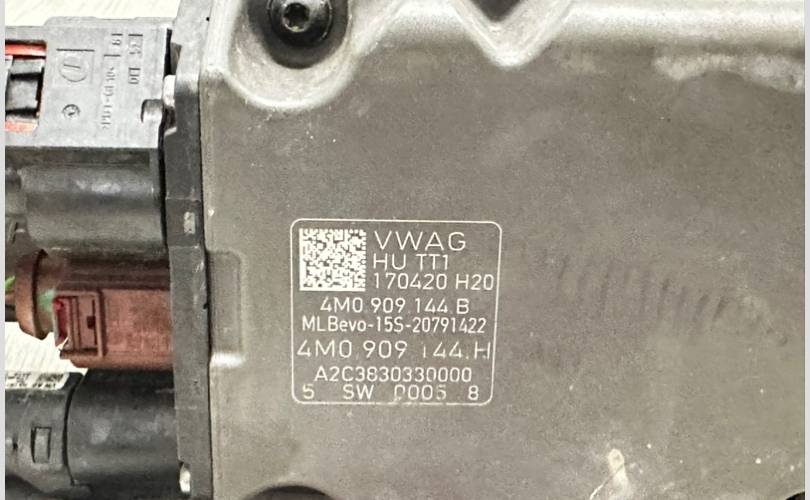 VWAG
HU TT1
170420 H20
4M0.909.144.B
MLBevo-15S-20791422
4M0.909 144.H
A2C3830330000
5 SW 0005 8